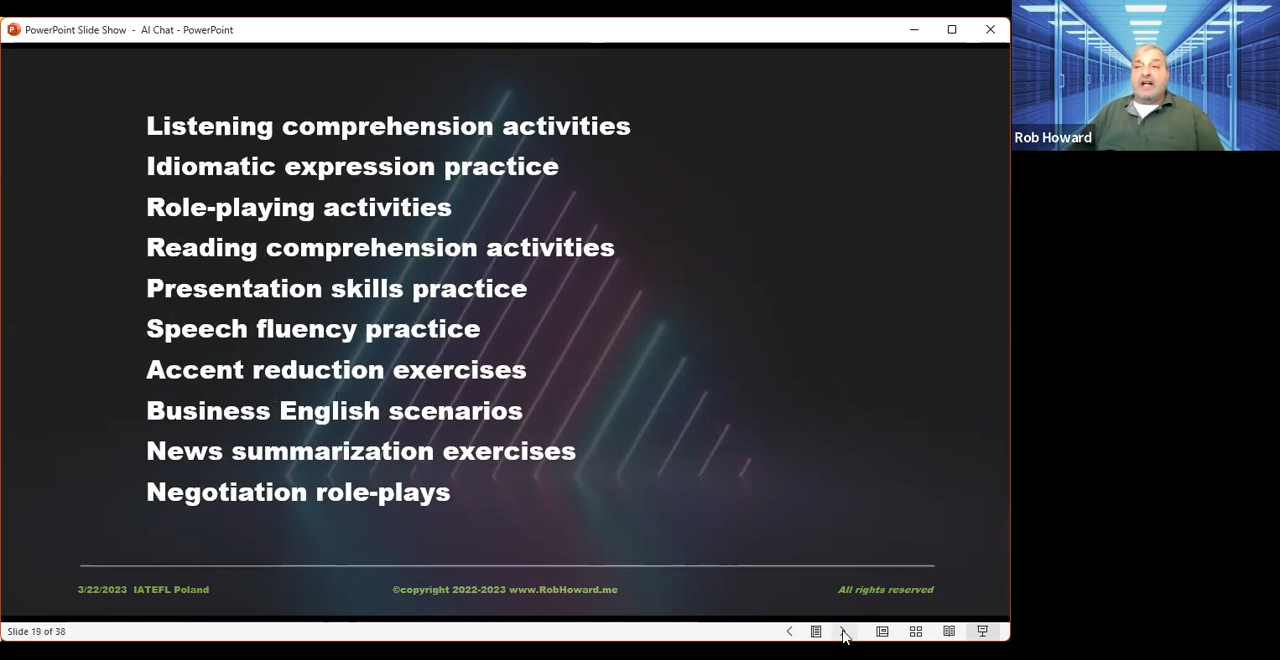 PowerPoint Slide Show - AI Chat - PowerPoint
Listening comprehension activities
Idiomatic expression practice
Role-playing activities
Reading comprehension activities
Presentation skills practice
Speech fluency practice
Accent reduction exercises
Business English scenarios
News summarization exercises
Negotiation role-plays
3/22/2023 IATEFL Poland ©copyright 2022-2023 www.RobHoward.me All rights reserved
Slide 19 of 38
Rob Howard